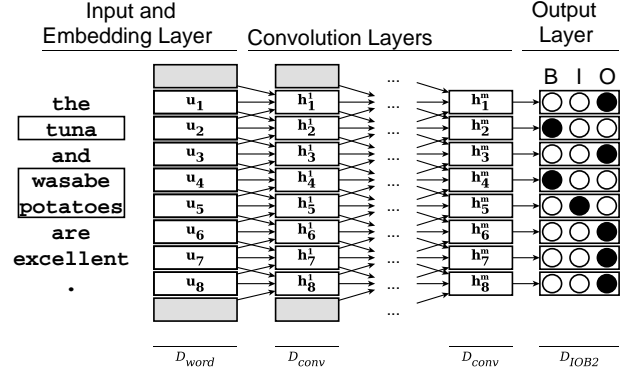 Input and
Embedding Layer
Convolution Layers
Output
Layer
B I O
...
the u1 h1^1 h1^m
...
tuna u2 h2^1 h2^m
...
and u3 h3^1 h3^m
...
wasabe u4 h4^1 h4^m
...
potatoes u5 h5^1 h5^m
...
are u6 h6^1 h6^m
...
excellent u7 h7^1 h7^m
...
. u8 h8^1 h8^m
...
...
D_word D_conv D_conv D_IOB2